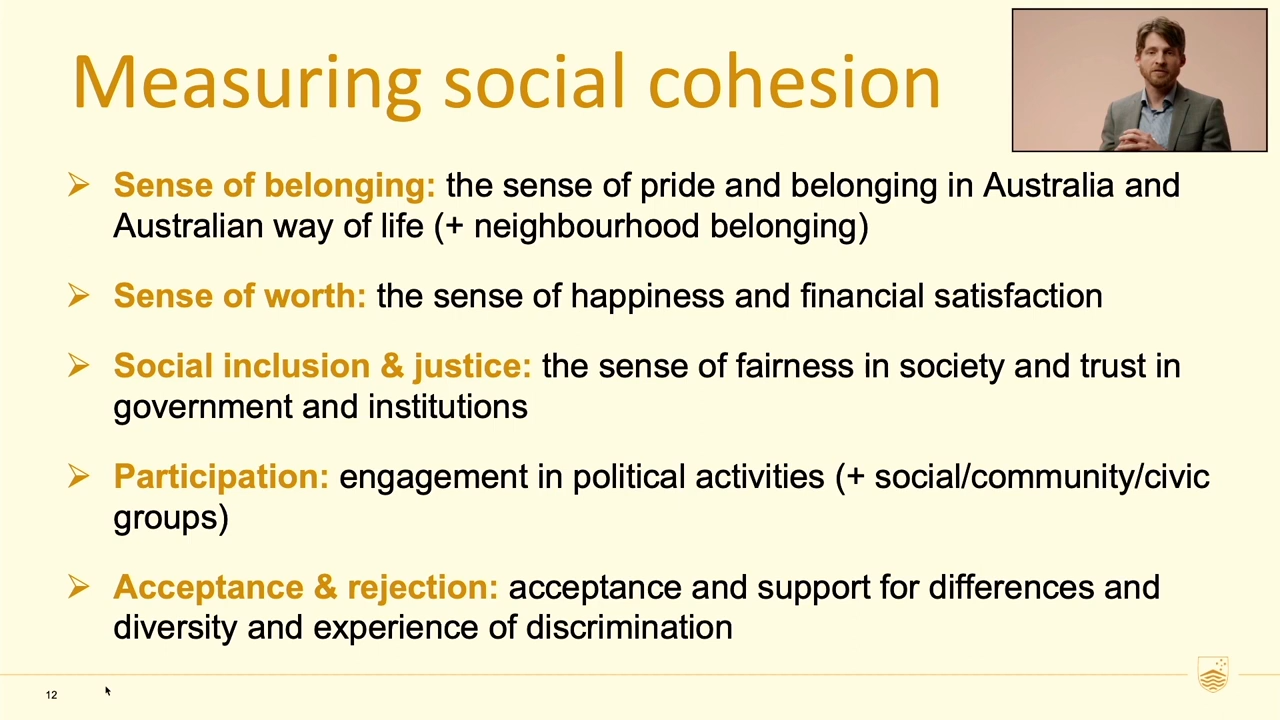 Measuring social cohesion
➢ Sense of belonging: the sense of pride and belonging in Australia and
Australian way of life (+ neighbourhood belonging)
➢ Sense of worth: the sense of happiness and financial satisfaction
➢ Social inclusion & justice: the sense of fairness in society and trust in
government and institutions
➢ Participation: engagement in political activities (+ social/community/civic
groups)
➢ Acceptance & rejection: acceptance and support for differences and
diversity and experience of discrimination
12